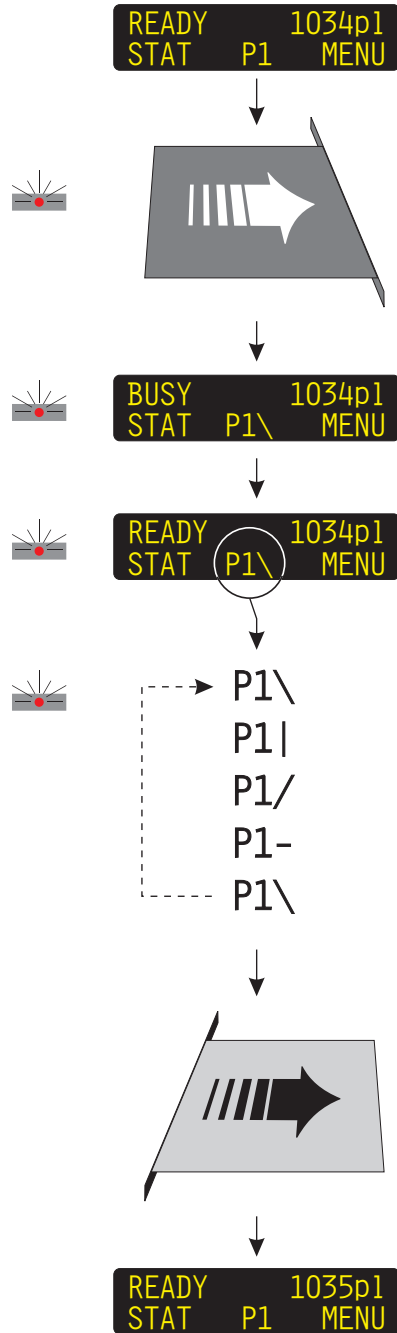 READY 1034pl
STAT P1 MENU
BUSY 1034pl
STAT P1\ MENU
READY 1034pl
STAT P1\ MENU
P1\
P1|
P1/
P1-
P1\
READY 1035pl
STAT P1 MENU